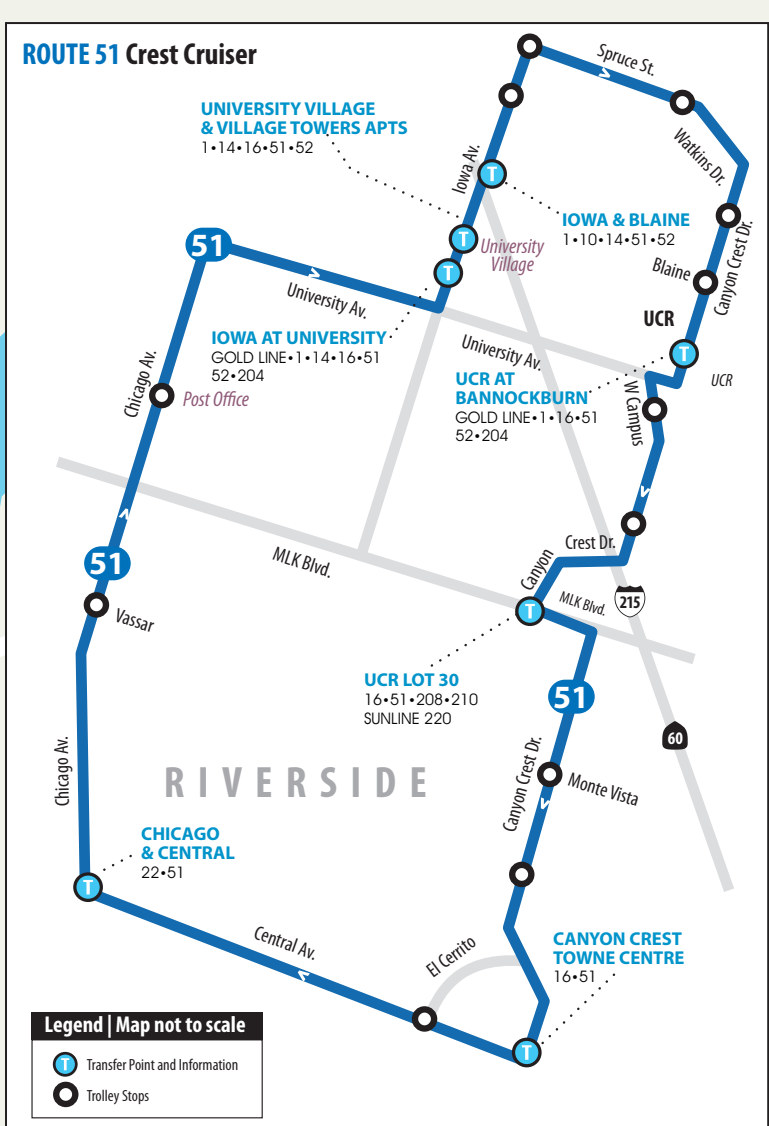 ROUTE 51 Crest Cruiser
Spruce St.
UNIVERSITY VILLAGE
& VILLAGE TOWERS APTS
1•14•16•51•52
Iowa Av.
Watkins Dr.
T
IOWA & BLAINE
1•10•14•51•52
Canyon Crest Dr.
51
T
University
Village
T
Blaine
University Av.
UCR
IOWA AT UNIVERSITY
GOLD LINE•1•14•16•51
52•204
University Av.
T
UCR
UCR AT
BANNOCKBURN
GOLD LINE•1•16•51
52•204
W Campus
Chicago Av.
Post Office
MLK Blvd.
Crest Dr.
Canyon
51
T
MLK Blvd.
215
Vassar
UCR LOT 30
16•51•208•210
SUNLINE 220
51
60
Chicago Av.
RIVERSIDE
Canyon Crest Dr.
Monte Vista
CHICAGO
& CENTRAL
22•51
T
Central Av.
El Cerrito
CANYON CREST
TOWNE CENTRE
16•51
T
Legend | Map not to scale
T Transfer Point and Information
Trolley Stops